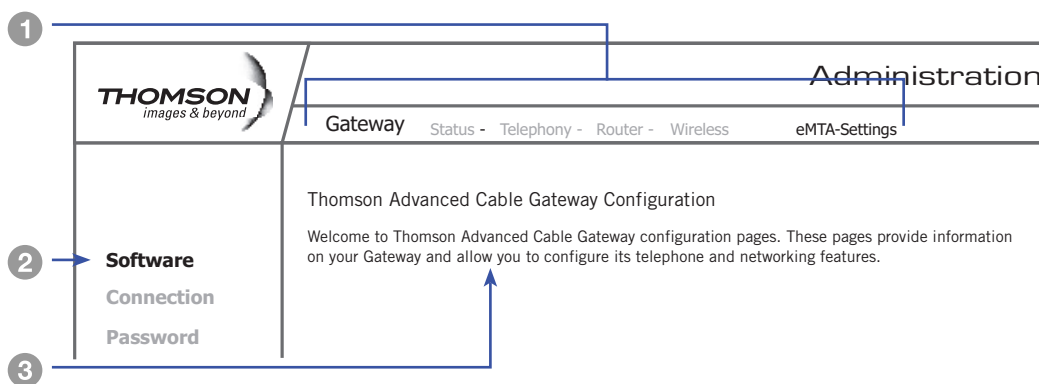 1
THOMSON
images & beyond
Administration
Gateway Status - Telephony - Router - Wireless eMTA-Settings
Thomson Advanced Cable Gateway Configuration
Welcome to Thomson Advanced Cable Gateway configuration pages. These pages provide information
on your Gateway and allow you to configure its telephone and networking features.
2
Software
Connection
Password
3